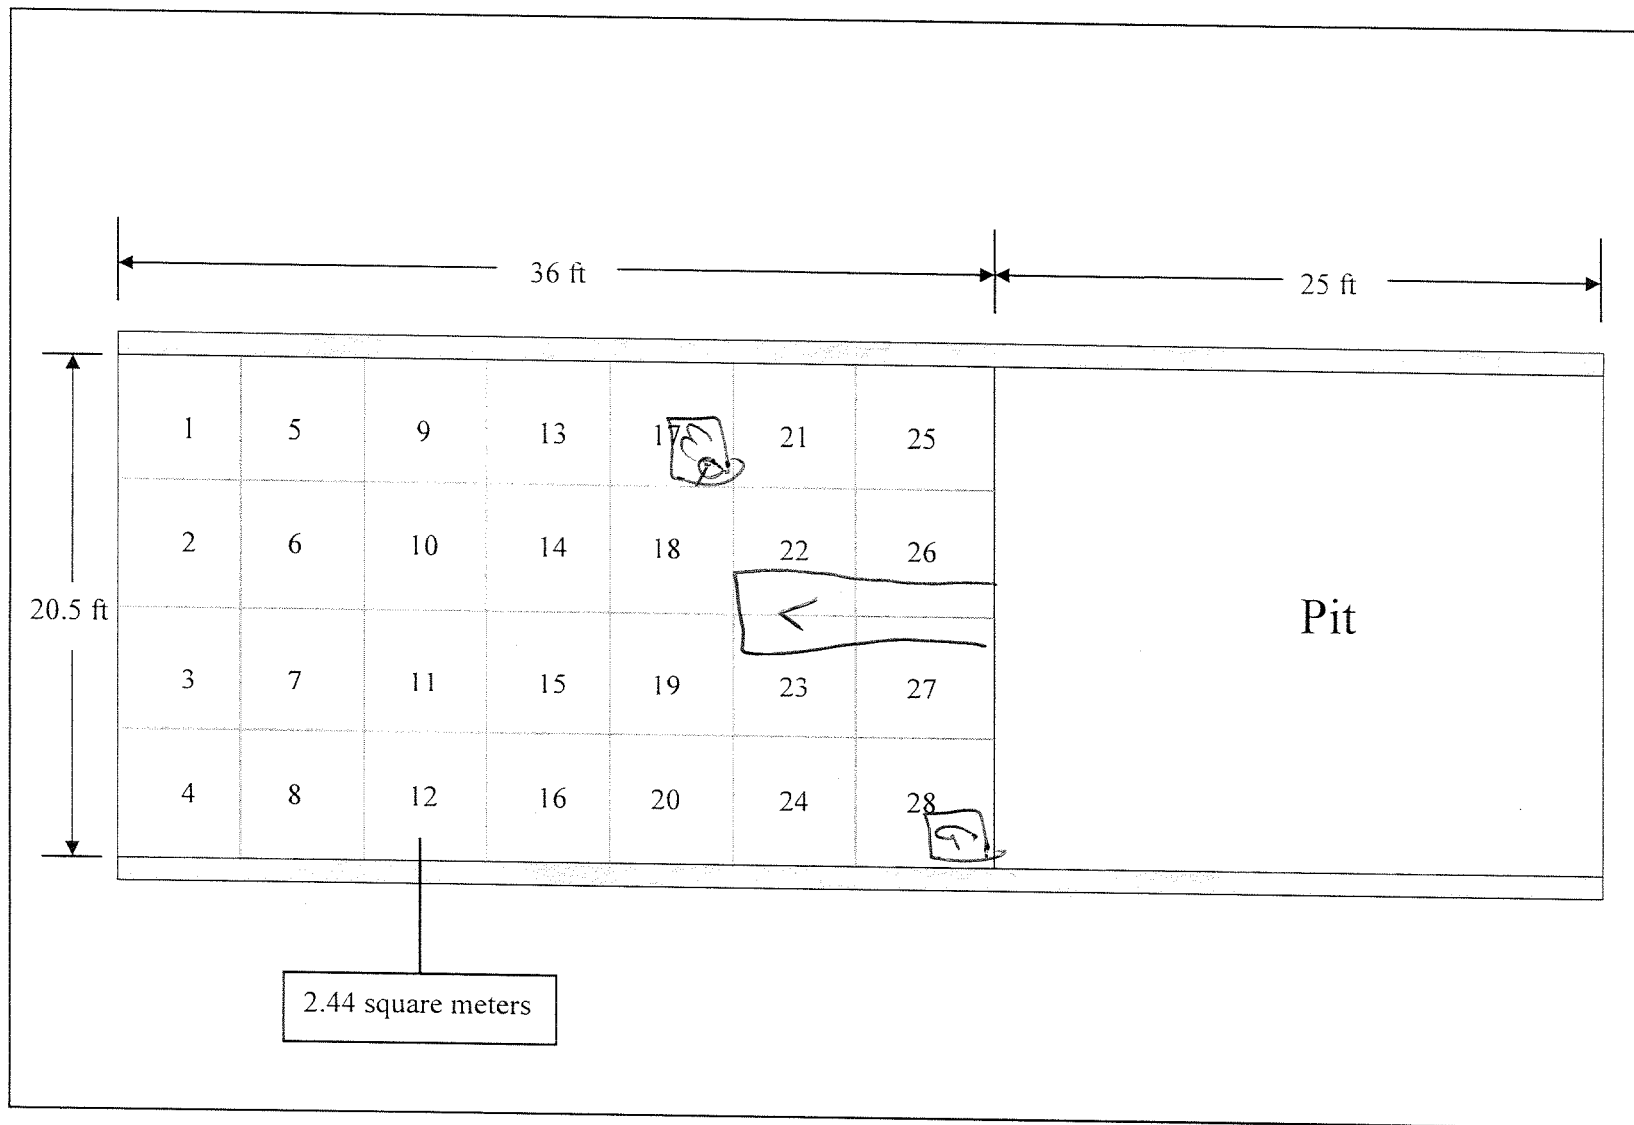 36 ft
25 ft
1 5 9 13 17 21 25
2 6 10 14 18 22 26
20.5 ft
Pit
3 7 11 15 19 23 27
4 8 12 16 20 24 28
2.44 square meters